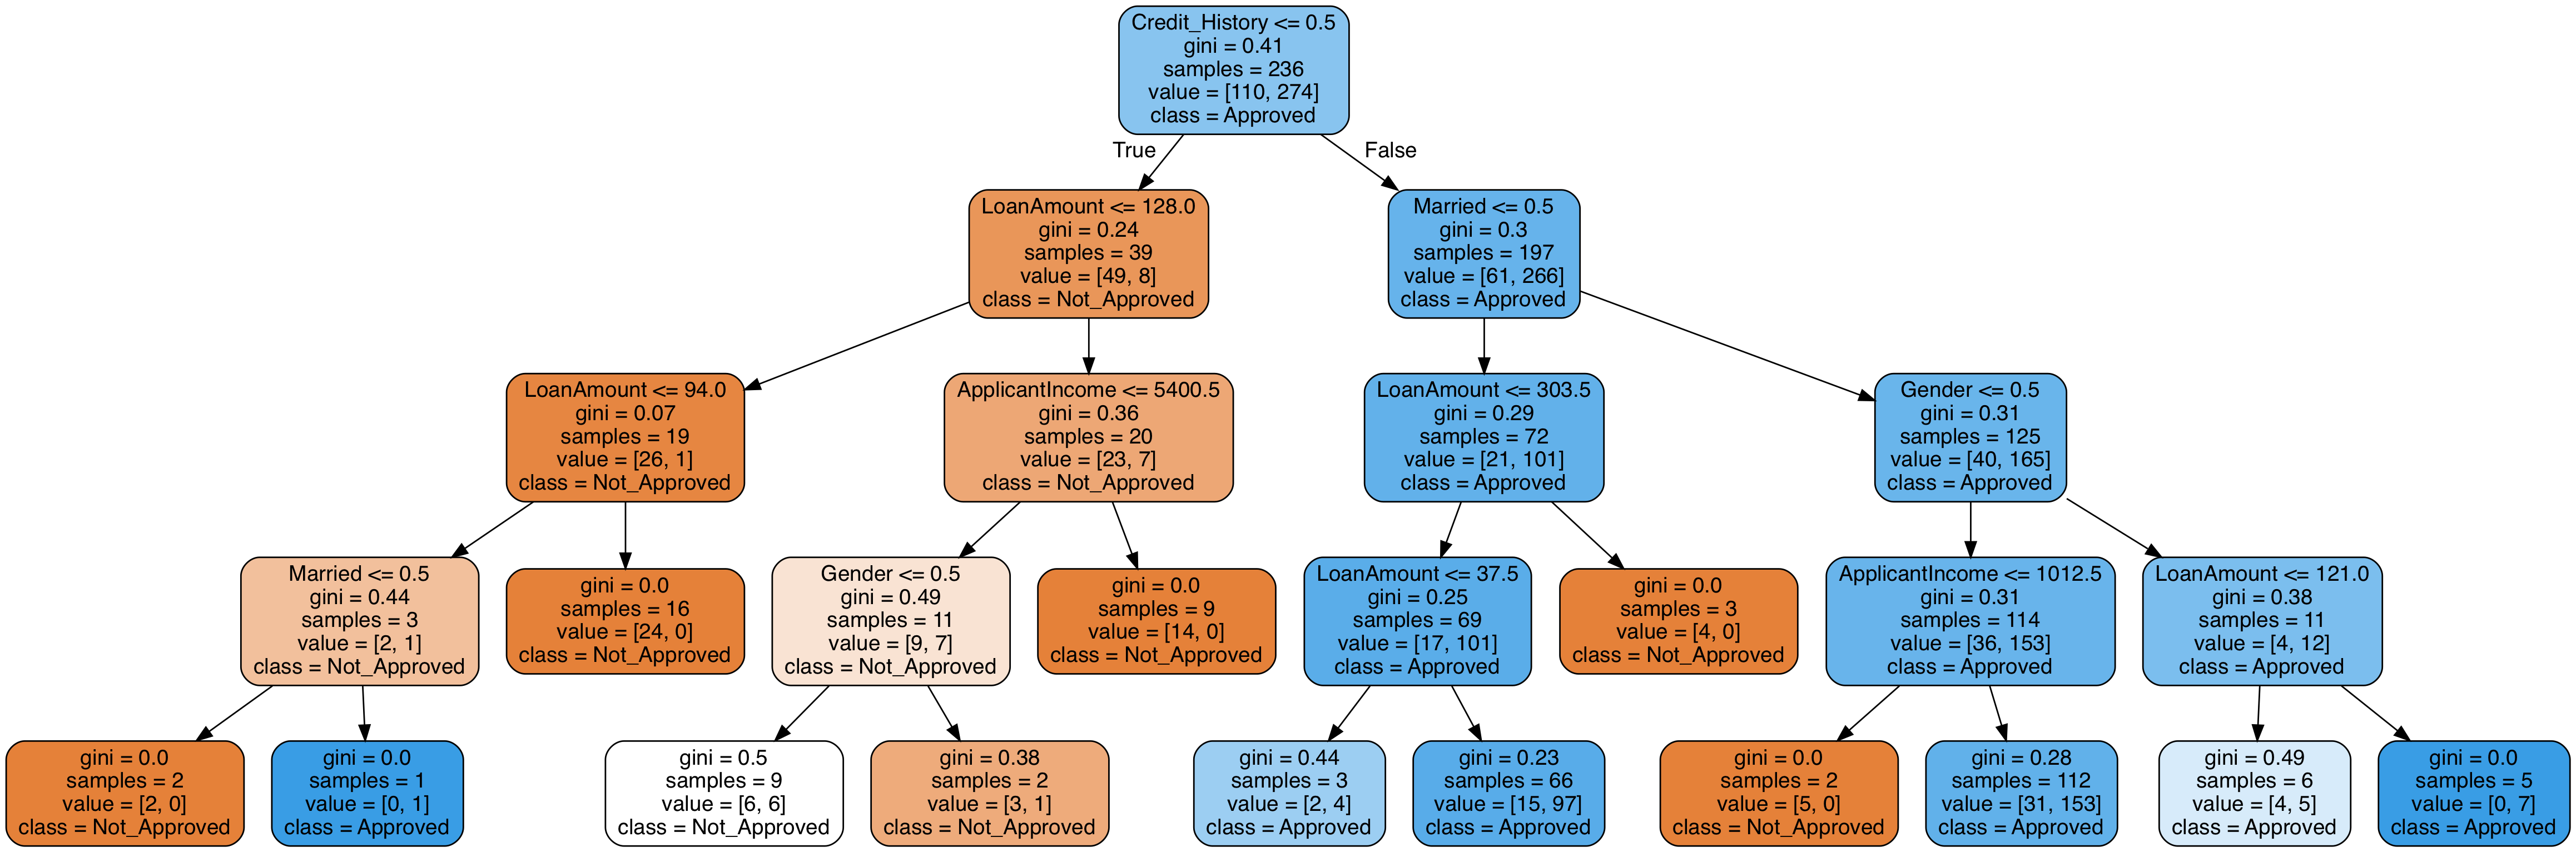 Credit_History <= 0.5
gini = 0.41
samples = 236
value = [110, 274]
class = Approved
True
False
LoanAmount <= 128.0
gini = 0.24
samples = 39
value = [49, 8]
class = Not_Approved
Married <= 0.5
gini = 0.3
samples = 197
value = [61, 266]
class = Approved
LoanAmount <= 94.0
gini = 0.07
samples = 19
value = [26, 1]
class = Not_Approved
ApplicantIncome <= 5400.5
gini = 0.36
samples = 20
value = [23, 7]
class = Not_Approved
LoanAmount <= 303.5
gini = 0.29
samples = 72
value = [21, 101]
class = Approved
Gender <= 0.5
gini = 0.31
samples = 125
value = [40, 165]
class = Approved
Married <= 0.5
gini = 0.44
samples = 3
value = [2, 1]
class = Not_Approved
gini = 0.0
samples = 16
value = [24, 0]
class = Not_Approved
Gender <= 0.5
gini = 0.49
samples = 11
value = [9, 7]
class = Not_Approved
gini = 0.0
samples = 9
value = [14, 0]
class = Not_Approved
LoanAmount <= 37.5
gini = 0.25
samples = 69
value = [17, 101]
class = Approved
gini = 0.0
samples = 3
value = [4, 0]
class = Not_Approved
ApplicantIncome <= 1012.5
gini = 0.31
samples = 114
value = [36, 153]
class = Approved
LoanAmount <= 121.0
gini = 0.38
samples = 11
value = [4, 12]
class = Approved
gini = 0.0
samples = 2
value = [2, 0]
class = Not_Approved
gini = 0.0
samples = 1
value = [0, 1]
class = Approved
gini = 0.5
samples = 9
value = [6, 6]
class = Not_Approved
gini = 0.38
samples = 2
value = [3, 1]
class = Not_Approved
gini = 0.44
samples = 3
value = [2, 4]
class = Approved
gini = 0.23
samples = 66
value = [15, 97]
class = Approved
gini = 0.0
samples = 2
value = [5, 0]
class = Not_Approved
gini = 0.28
samples = 112
value = [31, 153]
class = Approved
gini = 0.49
samples = 6
value = [4, 5]
class = Approved
gini = 0.0
samples = 5
value = [0, 7]
class = Approved